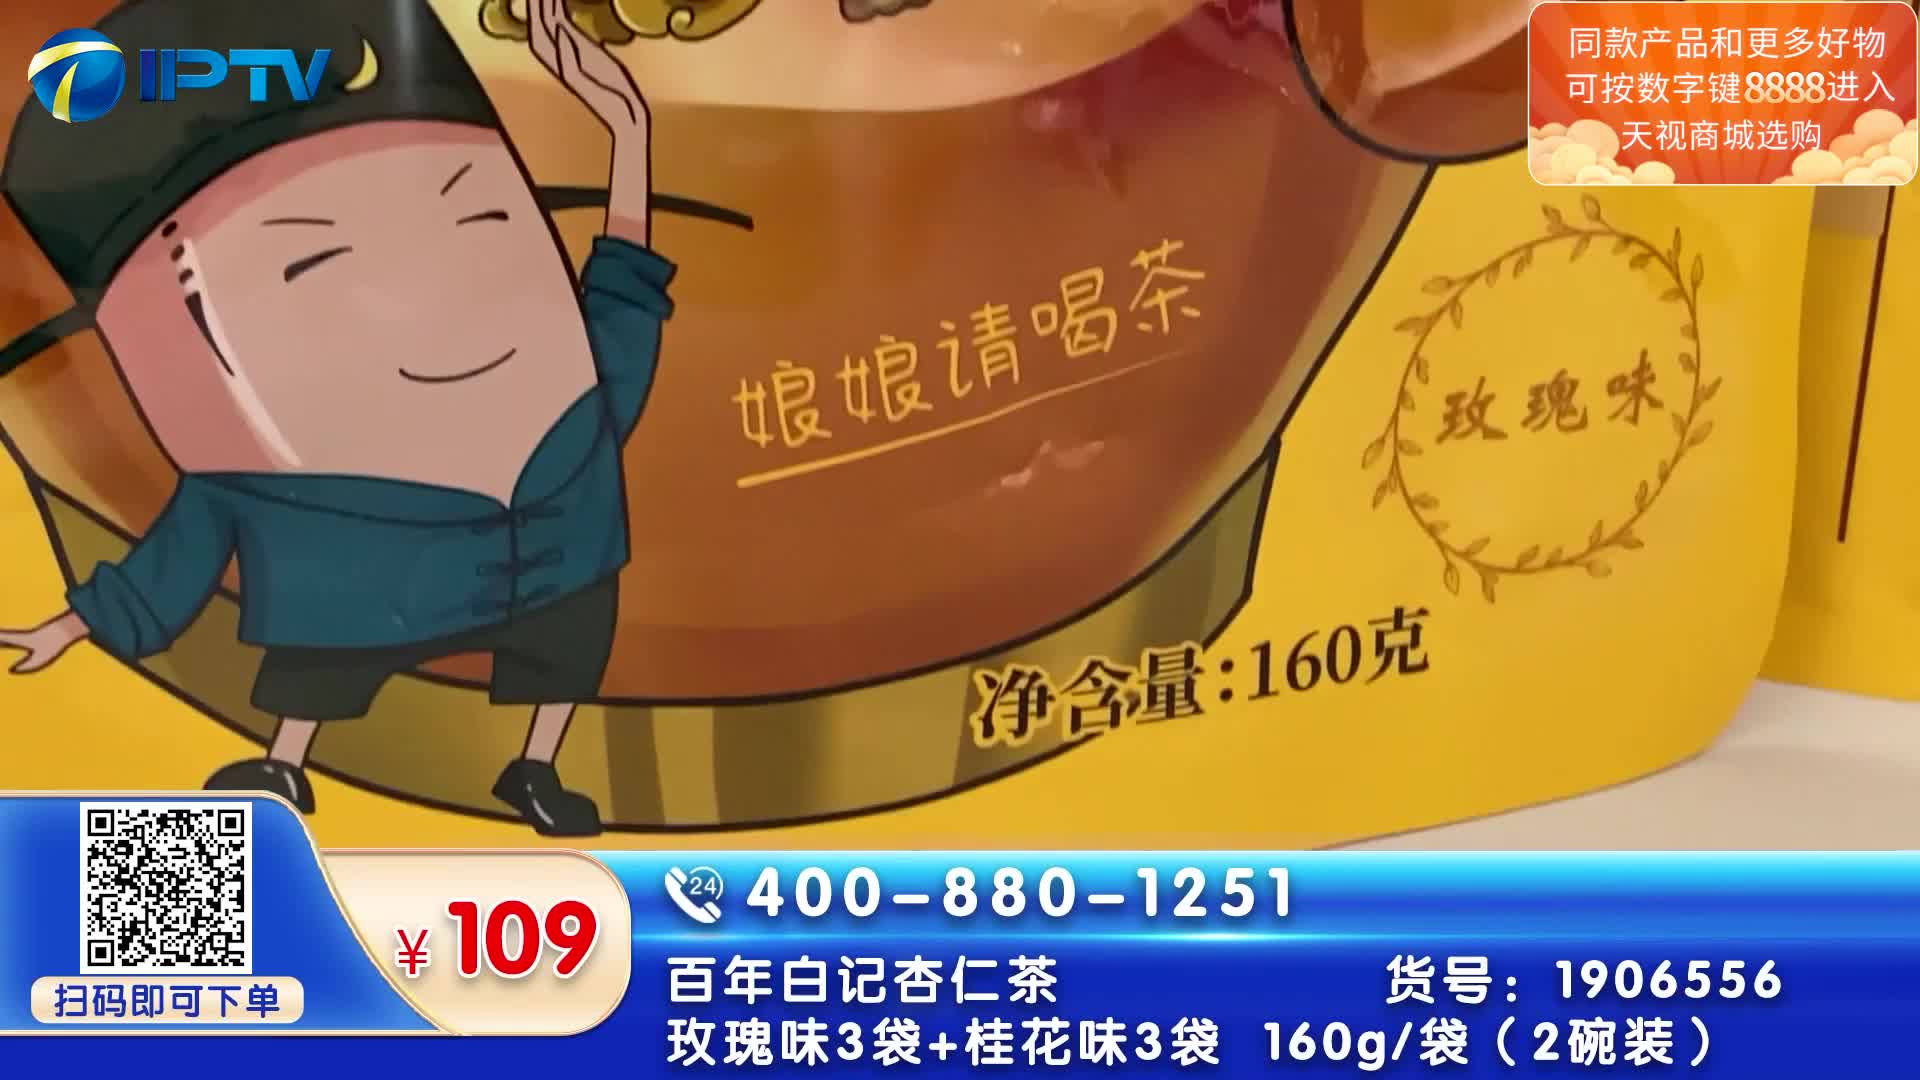 IPTV
同款产品和更多好物
可按数字键8888进入
天视商城选购
娘娘请喝茶
玫瑰味
净含量:160克
扫码即可下单
¥109
24
400-880-1251
百年白记杏仁茶
货号：1906556
玫瑰味3袋+桂花味3袋 160g/袋（2碗装）